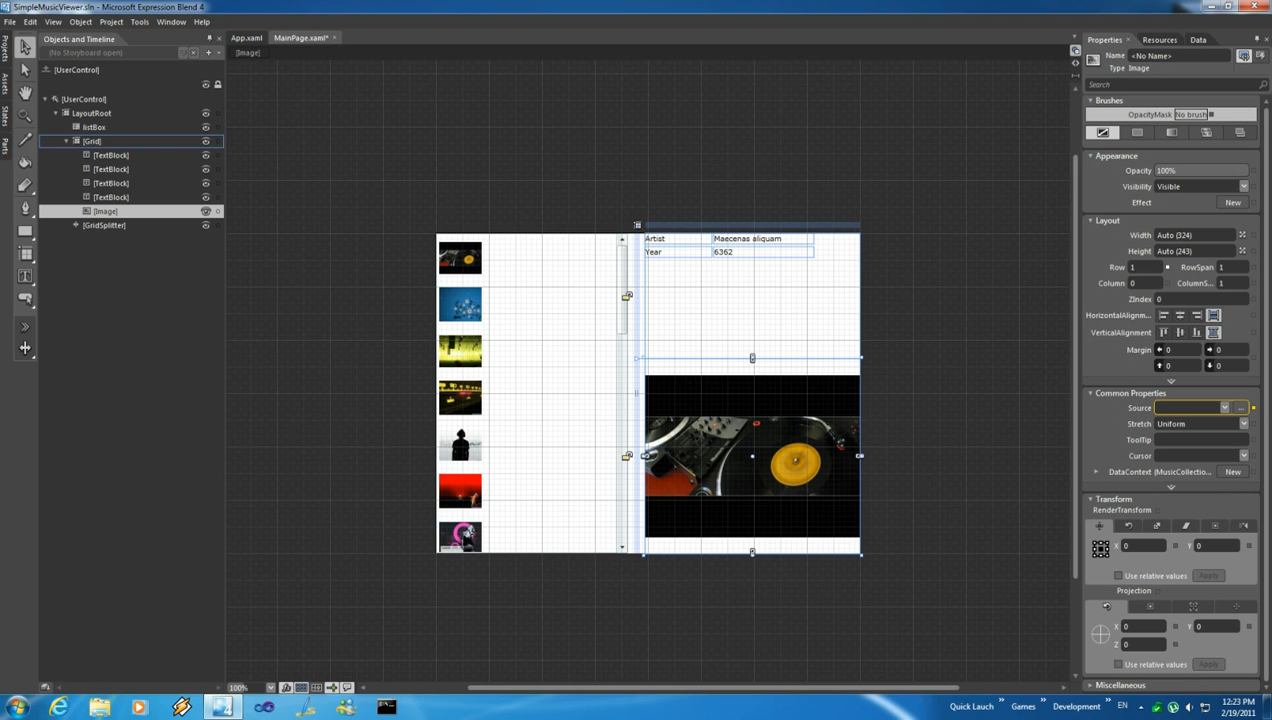 SimpleMusicViewer.sln - Microsoft Expression Blend 4
File Edit View Object Project Tools Window Help
Objects and Timeline
(No Storyboard open)
[UserControl]
[UserControl]
LayoutRoot
listBox
[Grid]
[TextBlock]
[TextBlock]
[TextBlock]
[TextBlock]
[Image]
[GridSplitter]
Projects
Assets
States
Parts
App.xaml MainPage.xaml*
[Image]
Artist Maecenas aliquam
Year 6362
100%
Properties Resources Data
Name <No Name>
Type Image
Search
Brushes
OpacityMask No brush
Appearance
Opacity 100%
Visibility Visible
Effect New
Layout
Width Auto (324)
Height Auto (243)
Row 1 RowSpan 1
Column 0 ColumnS... 1
ZIndex 0
HorizontalAlignm...
VerticalAlignment
Margin 0 0
0 0
Common Properties
Source ...
Stretch Uniform
ToolTip
Cursor
DataContext (MusicCollectio... New
Transform
RenderTransform
X 0 Y 0
Use relative values Apply
Projection
X 0 Y 0
Z 0
Use relative values Apply
Miscellaneous
Quick Lauch » Games » Development » EN 12:23 PM
2/19/2011